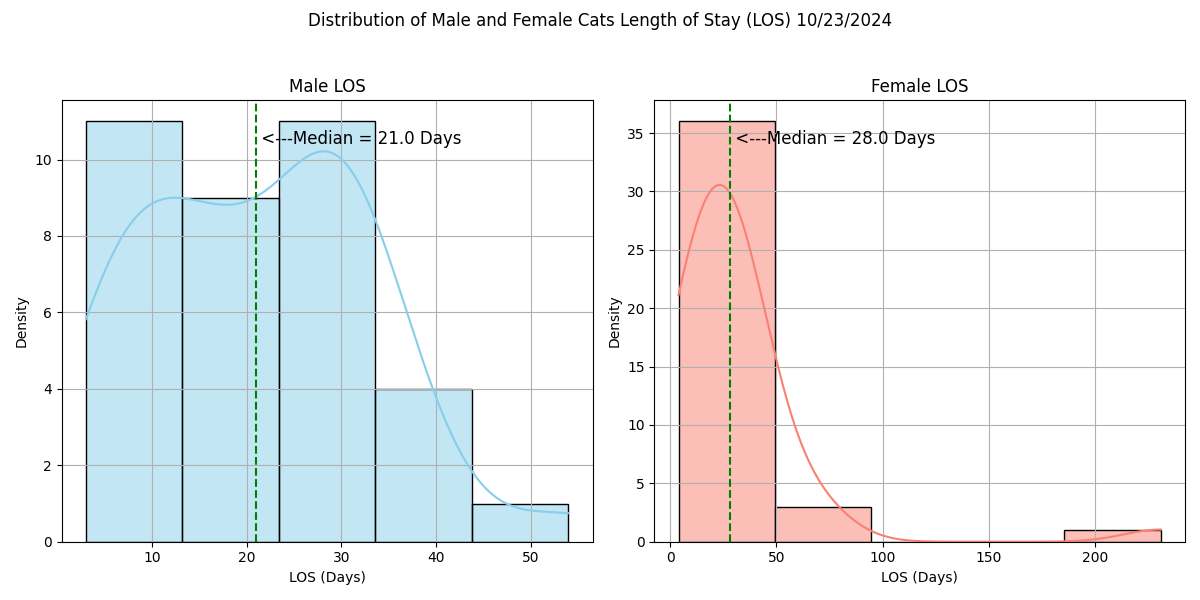 Distribution of Male and Female Cats Length of Stay (LOS) 10/23/2024
Male LOS
<---Median = 21.0 Days
Density
10
8
6
4
2
0
10 20 30 40 50
LOS (Days)
Female LOS
<---Median = 28.0 Days
Density
35
30
25
20
15
10
5
0
0 50 100 150 200
LOS (Days)